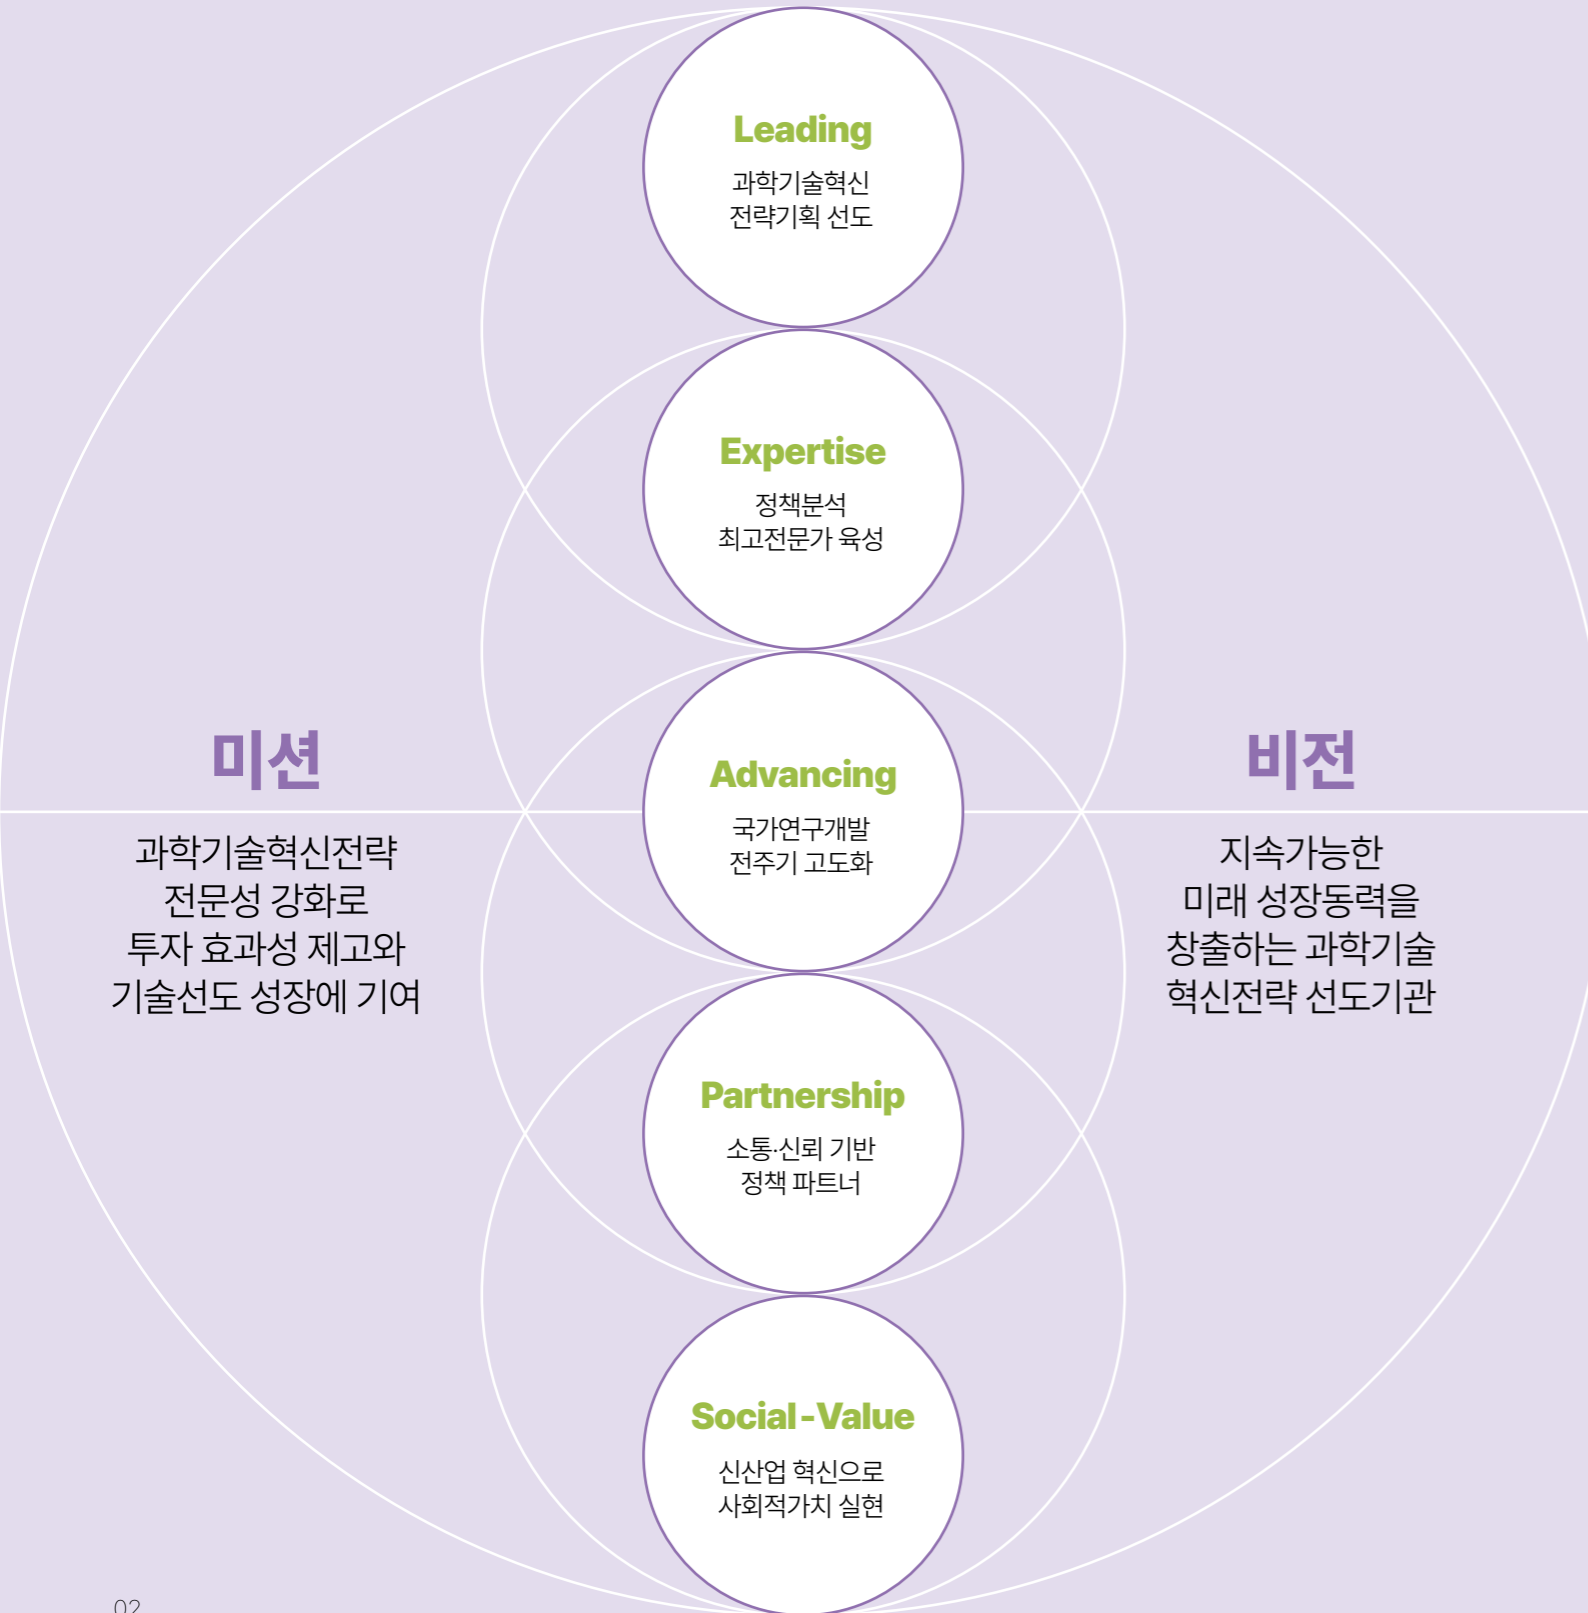 Leading
과학기술혁신
전략기획 선도
Expertise
정책분석
최고전문가 육성
미션
과학기술혁신전략
전문성 강화로
투자 효과성 제고와
기술선도 성장에 기여
Advancing
국가연구개발
전주기 고도화
비전
지속가능한
미래 성장동력을
창출하는 과학기술
혁신전략 선도기관
Partnership
소통·신뢰 기반
정책 파트너
Social-Value
신산업 혁신으로
사회적가치 실현
02